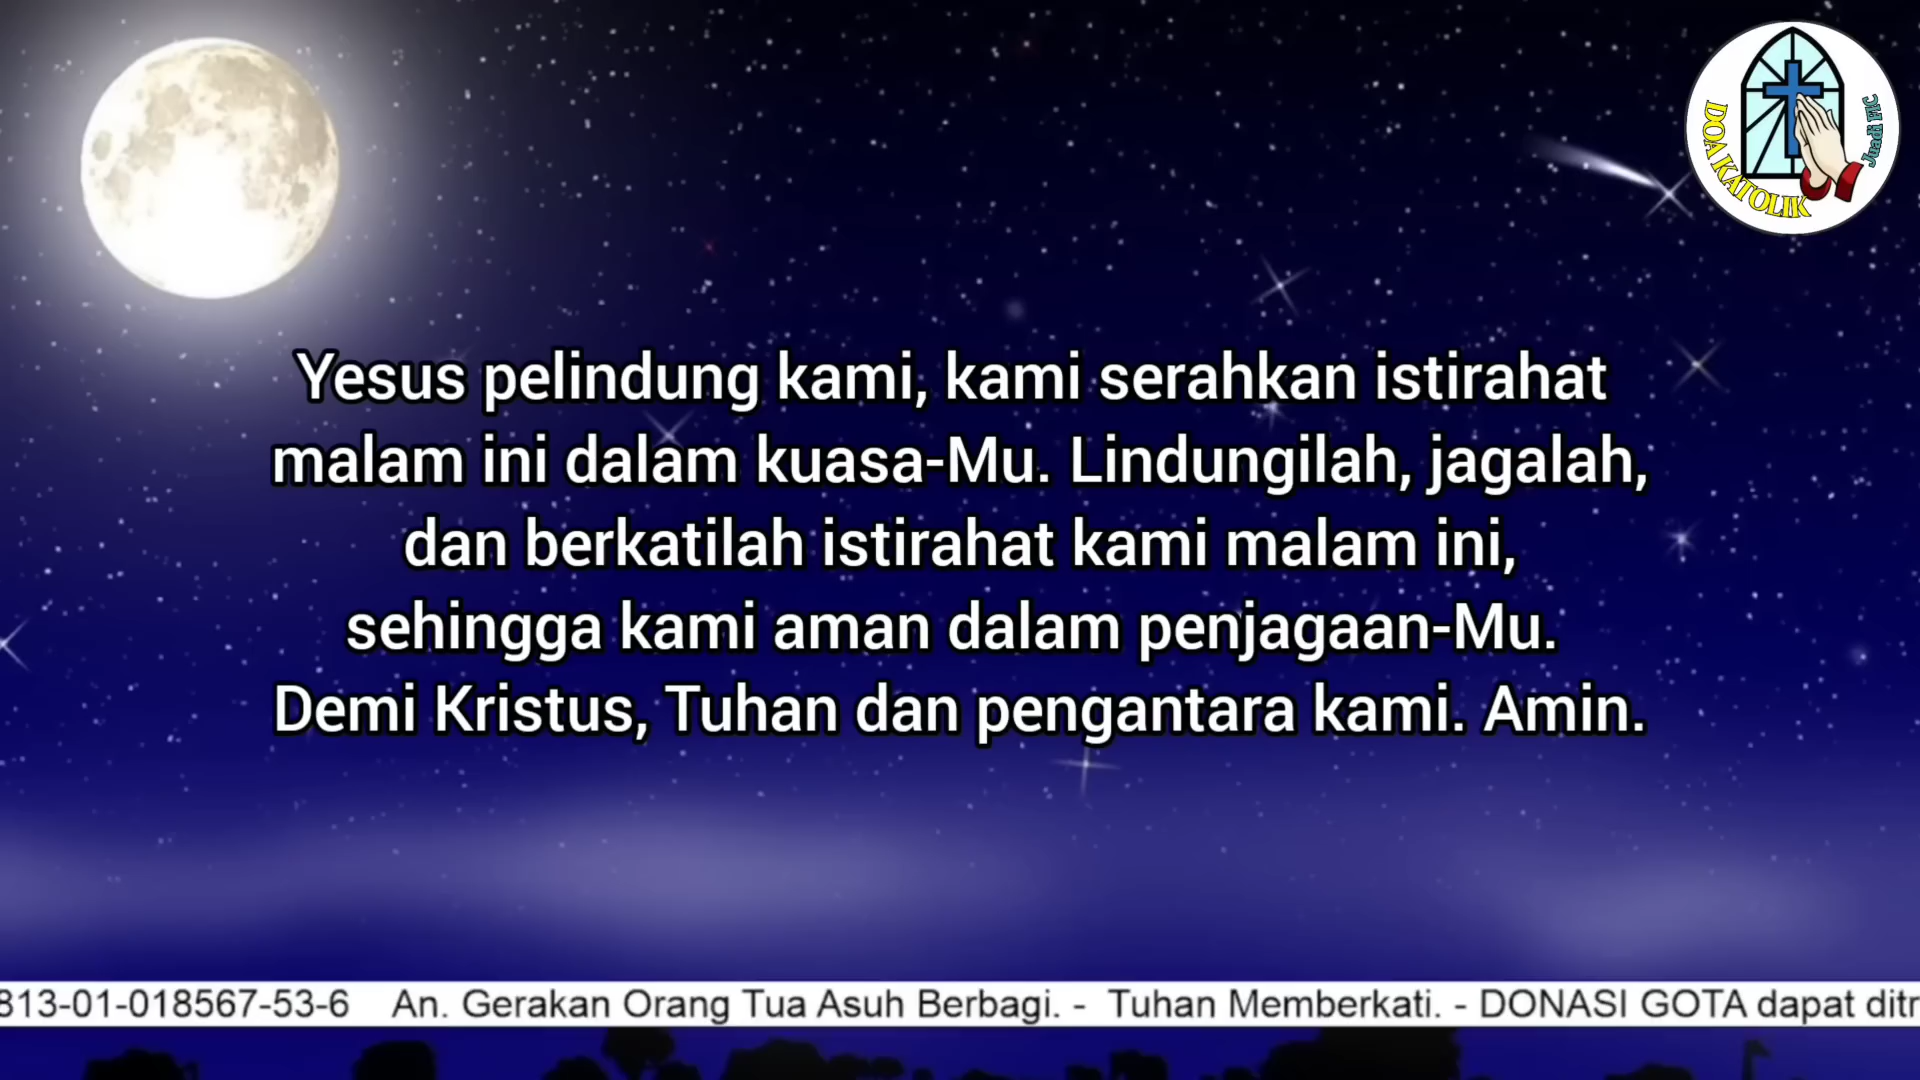 DOA KATOLIK
Juadi FIC
Yesus pelindung kami, kami serahkan istirahat
malam ini dalam kuasa-Mu. Lindungilah, jagalah,
dan berkatilah istirahat kami malam ini,
sehingga kami aman dalam penjagaan-Mu.
Demi Kristus, Tuhan dan pengantara kami. Amin.
813-01-018567-53-6 An. Gerakan Orang Tua Asuh Berbagi. - Tuhan Memberkati. - DONASI GOTA dapat ditr